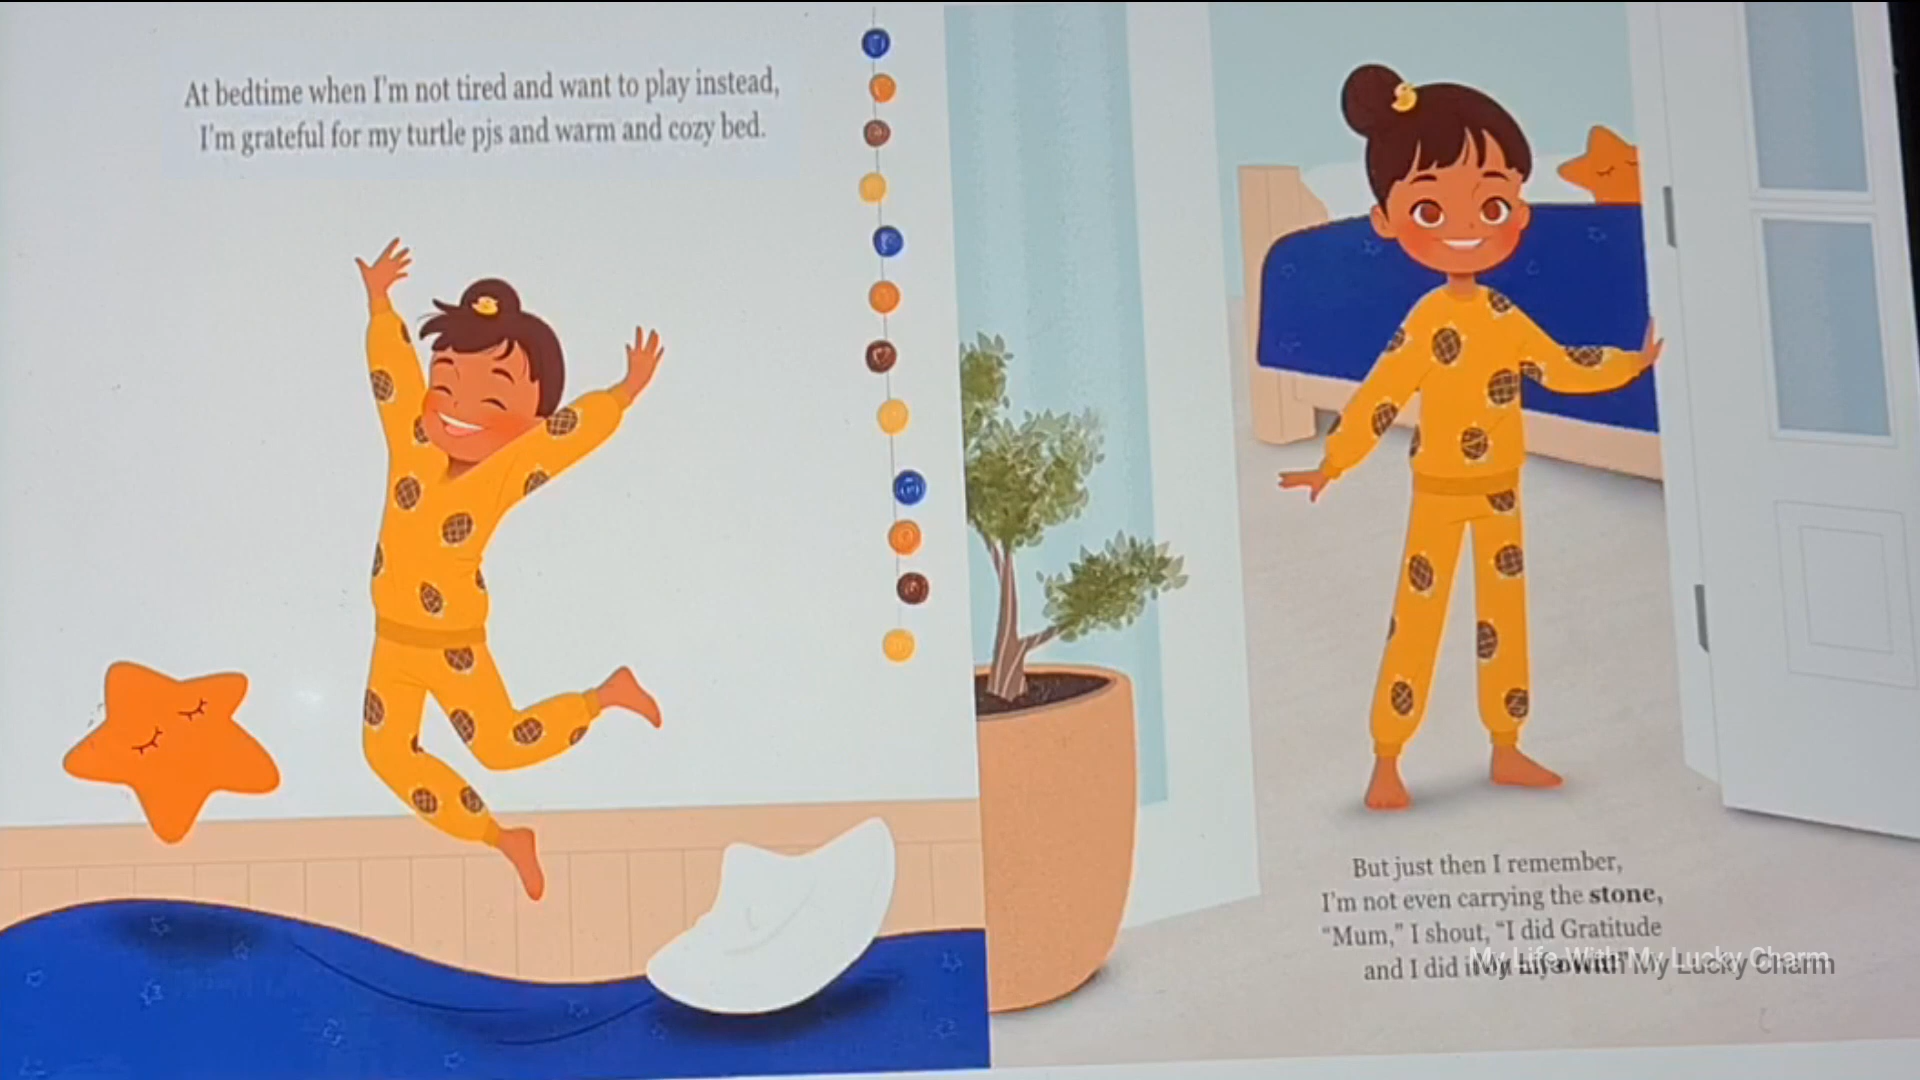 At bedtime when I'm not tired and want to play instead,
I'm grateful for my turtle pjs and warm and cozy bed.
But just then I remember,
I'm not even carrying the stone,
“Mum,” I shout, “I did Gratitude
and I did it
My Life With My Lucky Charm